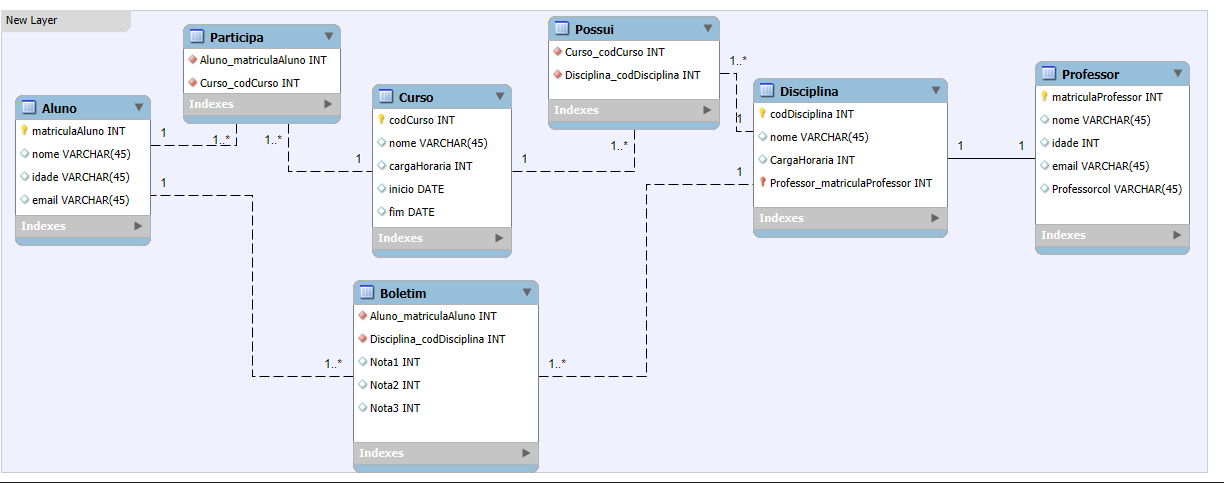 New Layer
Participa
Aluno_matriculaAluno INT
Curso_codCurso INT
Indexes
Possui
Curso_codCurso INT
Disciplina_codDisciplina INT
Indexes
Aluno
matriculaAluno INT
nome VARCHAR(45)
idade VARCHAR(45)
email VARCHAR(45)
Indexes
Curso
codCurso INT
nome VARCHAR(45)
cargaHoraria INT
inicio DATE
fim DATE
Indexes
Disciplina
codDisciplina INT
nome VARCHAR(45)
CargaHoraria INT
Professor_matriculaProfessor INT
Indexes
Professor
matriculaProfessor INT
nome VARCHAR(45)
idade INT
email VARCHAR(45)
Professorcol VARCHAR(45)
Indexes
Boletim
Aluno_matriculaAluno INT
Disciplina_codDisciplina INT
Nota1 INT
Nota2 INT
Nota3 INT
Indexes
1
1..*
1..*
1
1
1..*
1..*
1
1
1
1
1..*
1..*
1